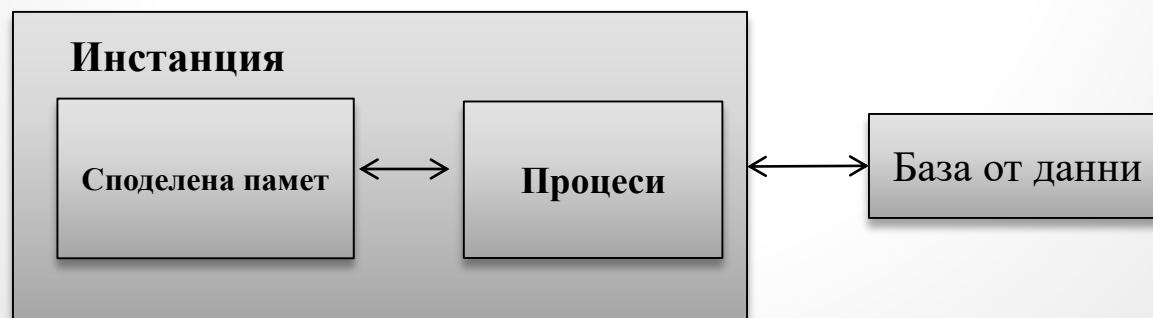 Инстанция
Споделена памет
Процеси
База от данни